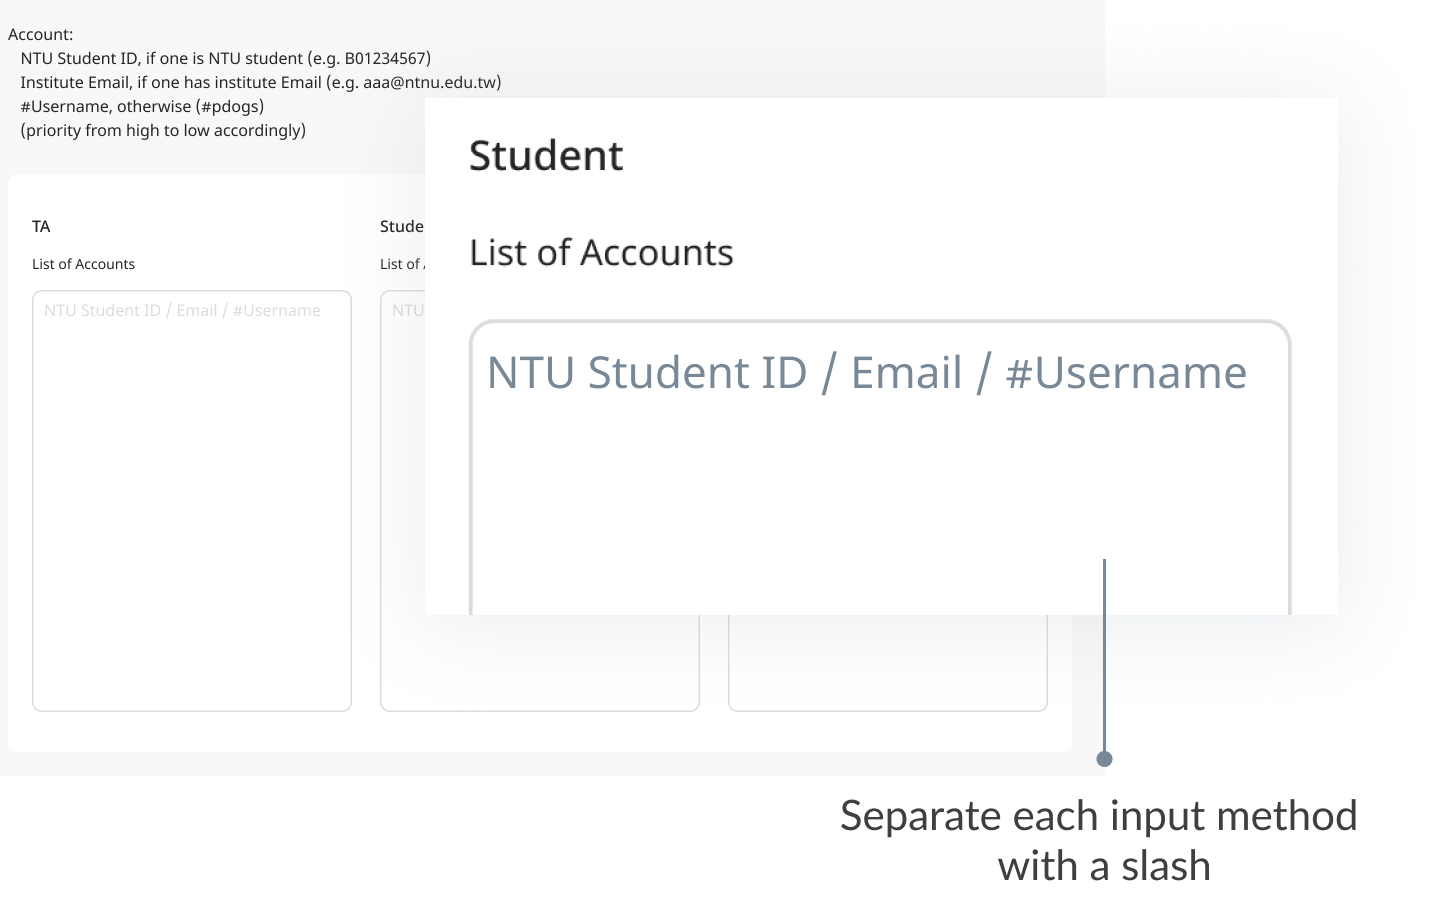 Account:
NTU Student ID, if one is NTU student (e.g. B01234567)
Institute Email, if one has institute Email (e.g. aaa@ntnu.edu.tw)
#Username, otherwise (#pdogs)
(priority from high to low accordingly)
TA
List of Accounts
NTU Student ID / Email / #Username
Stude
List of
NTU
Student
List of Accounts
NTU Student ID / Email / #Username
Separate each input method
with a slash